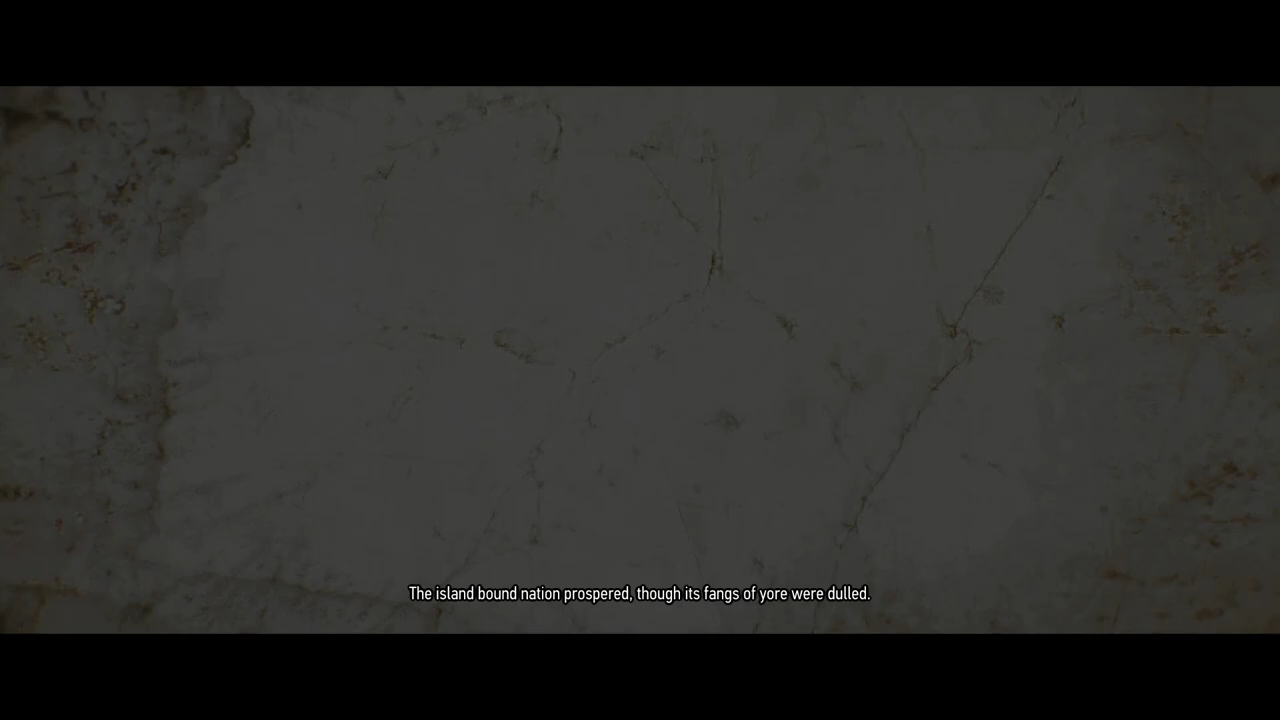 The island bound nation prospered, though its fangs of yore were dulled.